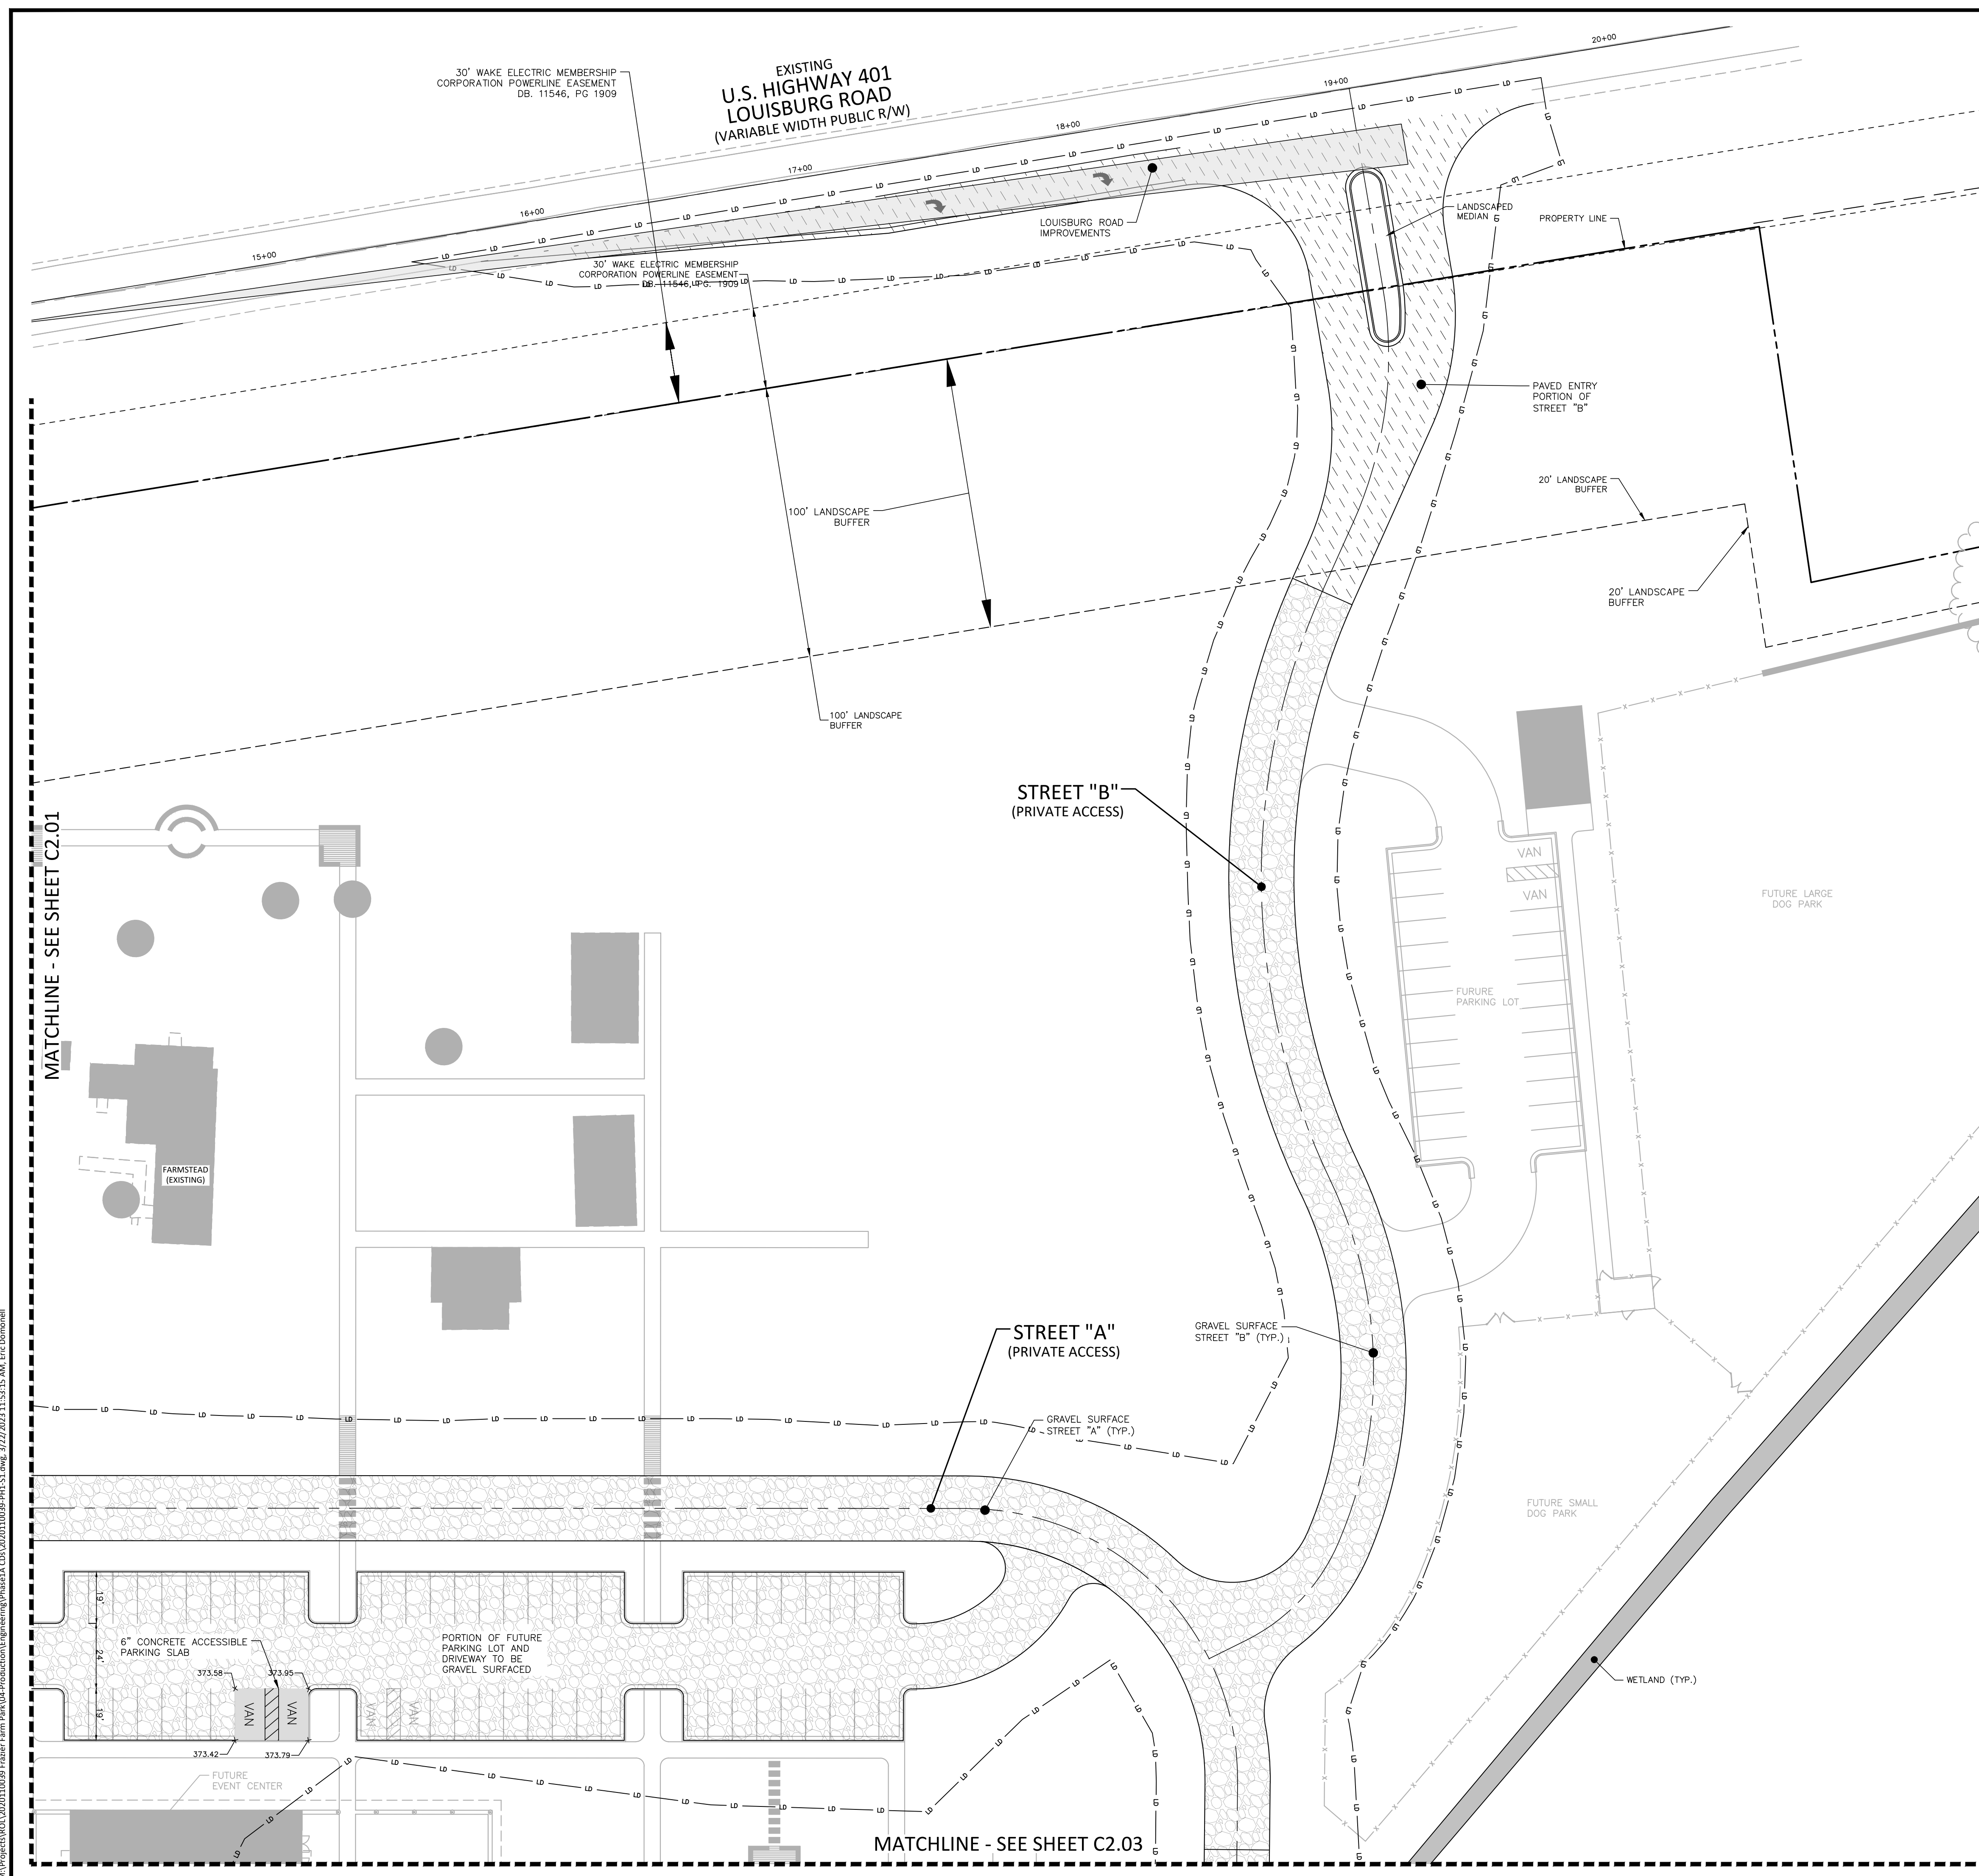 30' WAKE ELECTRIC MEMBERSHIP
CORPORATION POWERLINE EASEMENT
DB. 11546, PG 1909
EXISTING
U.S. HIGHWAY 401
LOUISBURG ROAD
(VARIABLE WIDTH PUBLIC R/W)
15+00
16+00
17+00
18+00
19+00
20+00
30' WAKE ELECTRIC MEMBERSHIP
CORPORATION POWERLINE EASEMENT
DB. 11546, PG. 1909
LOUISBURG ROAD
IMPROVEMENTS
LANDSCAPED
MEDIAN
PROPERTY LINE
PAVED ENTRY
PORTION OF
STREET "B"
100' LANDSCAPE
BUFFER
20' LANDSCAPE
BUFFER
20' LANDSCAPE
BUFFER
100' LANDSCAPE
BUFFER
STREET "B"
(PRIVATE ACCESS)
MATCHLINE - SEE SHEET C2.01
VAN
VAN
FUTURE LARGE
DOG PARK
FURURE
PARKING LOT
FARMSTEAD
(EXISTING)
STREET "A"
(PRIVATE ACCESS)
GRAVEL SURFACE
STREET "B" (TYP.)
GRAVEL SURFACE
STREET "A" (TYP.)
FUTURE SMALL
DOG PARK
19'
24'
19'
6" CONCRETE ACCESSIBLE
PARKING SLAB
373.58
373.95
VAN
VAN
373.42
373.79
PORTION OF FUTURE
PARKING LOT AND
DRIVEWAY TO BE
GRAVEL SURFACED
VAN
VAN
WETLAND (TYP.)
FUTURE
EVENT CENTER
MATCHLINE - SEE SHEET C2.03